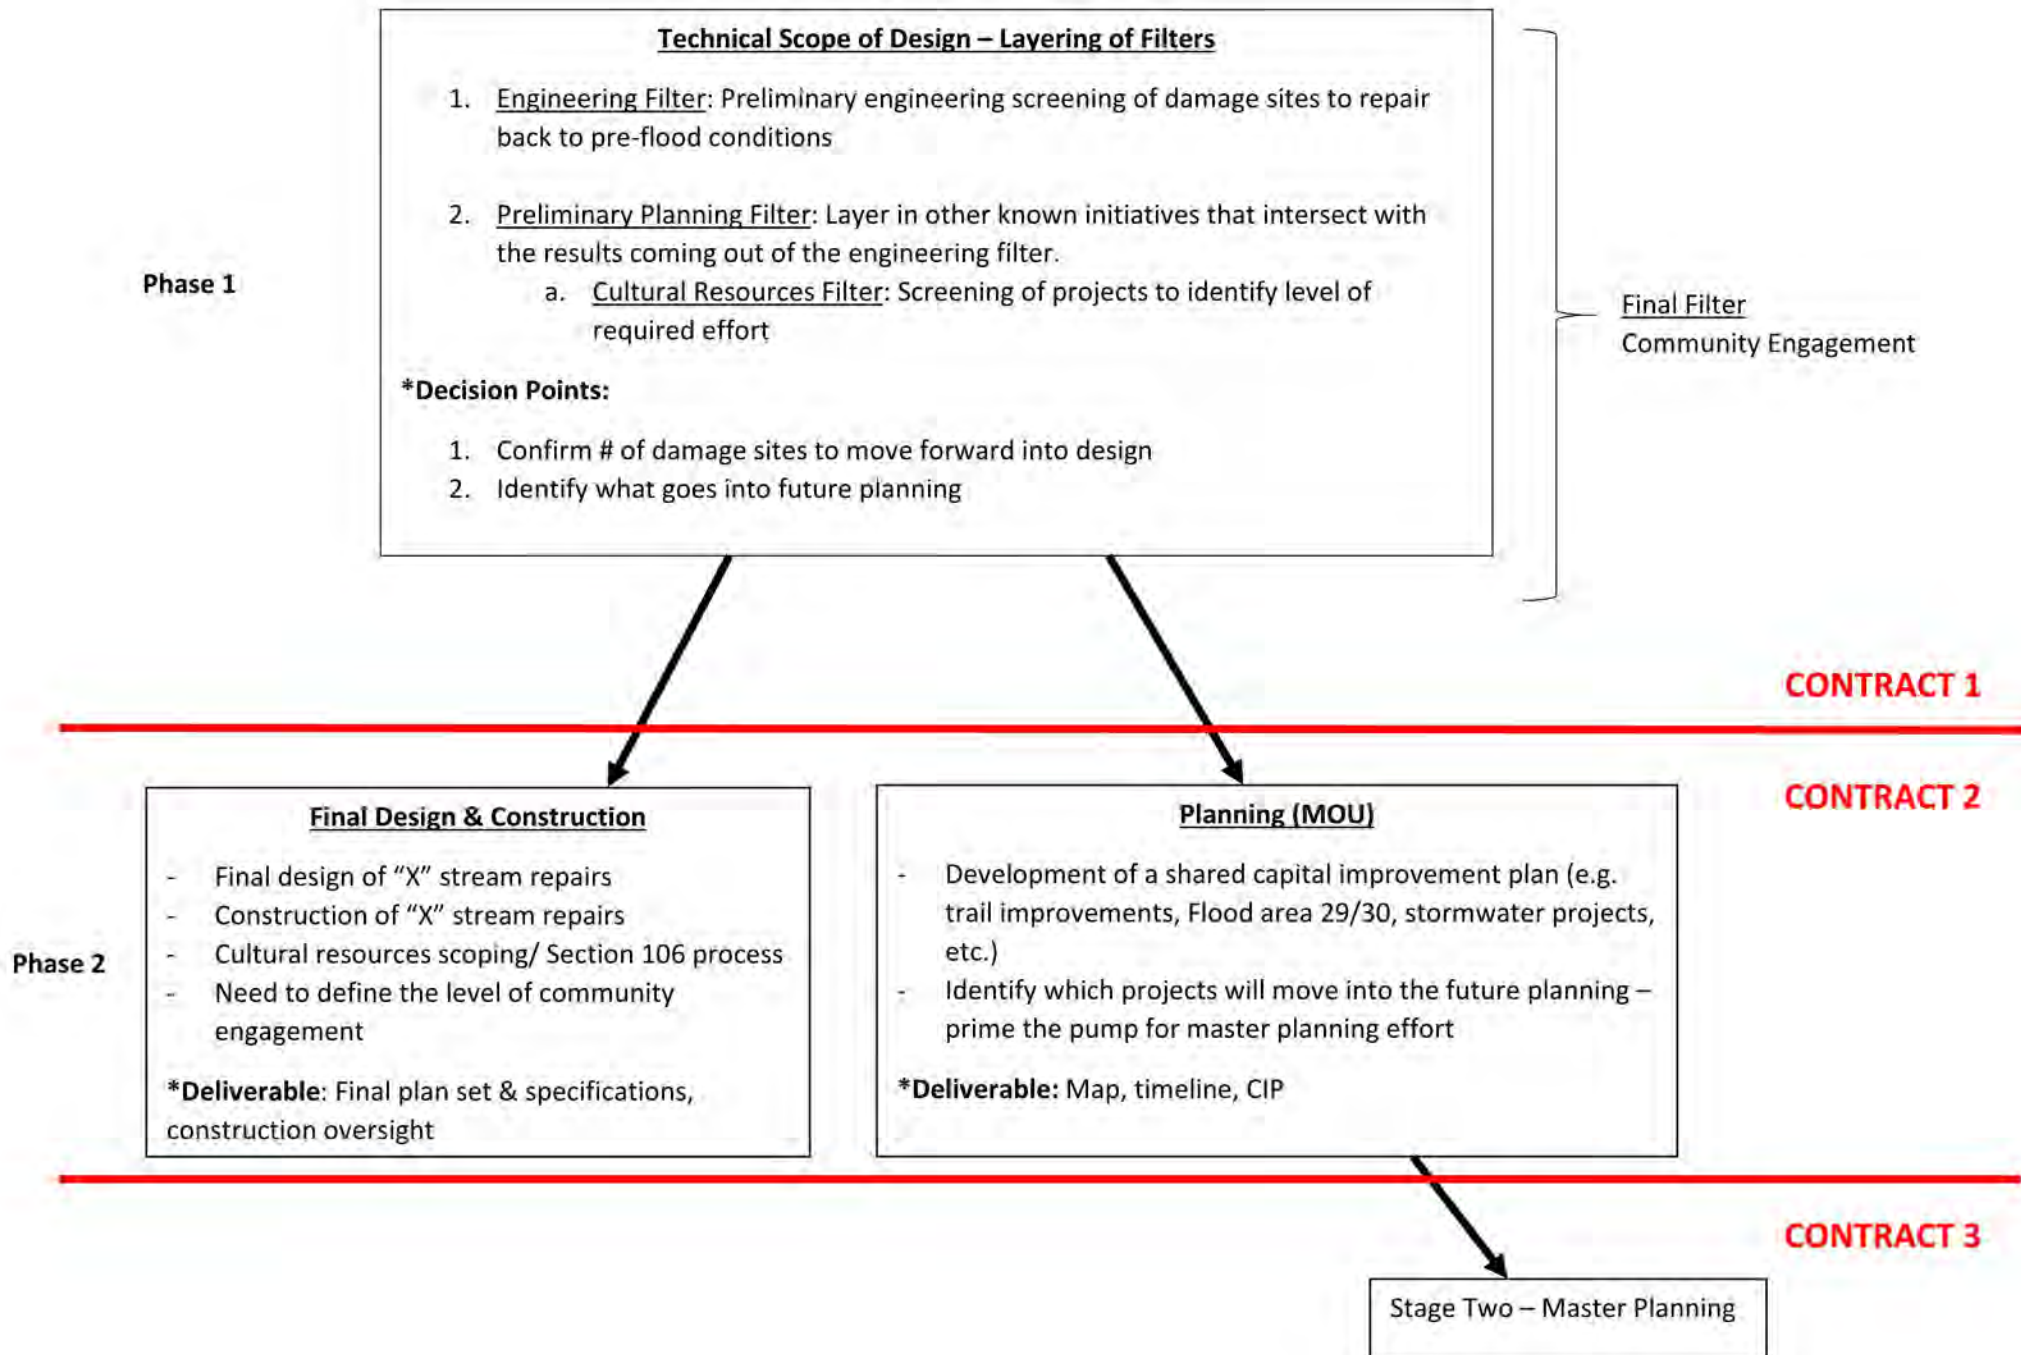 Technical Scope of Design – Layering of Filters
1. Engineering Filter: Preliminary engineering screening of damage sites to repair
back to pre-flood conditions
2. Preliminary Planning Filter: Layer in other known initiatives that intersect with
the results coming out of the engineering filter.
a. Cultural Resources Filter: Screening of projects to identify level of
required effort
*Decision Points:
1. Confirm # of damage sites to move forward into design
2. Identify what goes into future planning
Phase 1
Final Filter
Community Engagement
CONTRACT 1
CONTRACT 2
Phase 2
Final Design & Construction
- Final design of “X” stream repairs
- Construction of “X” stream repairs
- Cultural resources scoping/ Section 106 process
- Need to define the level of community
engagement
*Deliverable: Final plan set & specifications,
construction oversight
Planning (MOU)
- Development of a shared capital improvement plan (e.g.
trail improvements, Flood area 29/30, stormwater projects,
etc.)
- Identify which projects will move into the future planning –
prime the pump for master planning effort
*Deliverable: Map, timeline, CIP
CONTRACT 3
Stage Two – Master Planning